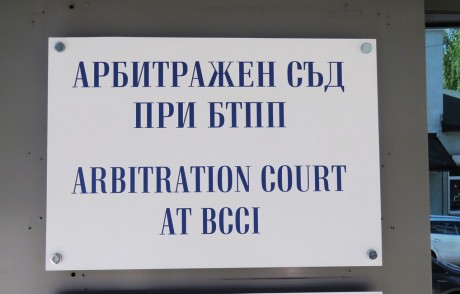 АРБИТРАЖЕН СЪД
ПРИ БТПП
ARBITRATION COURT
AT BCCI